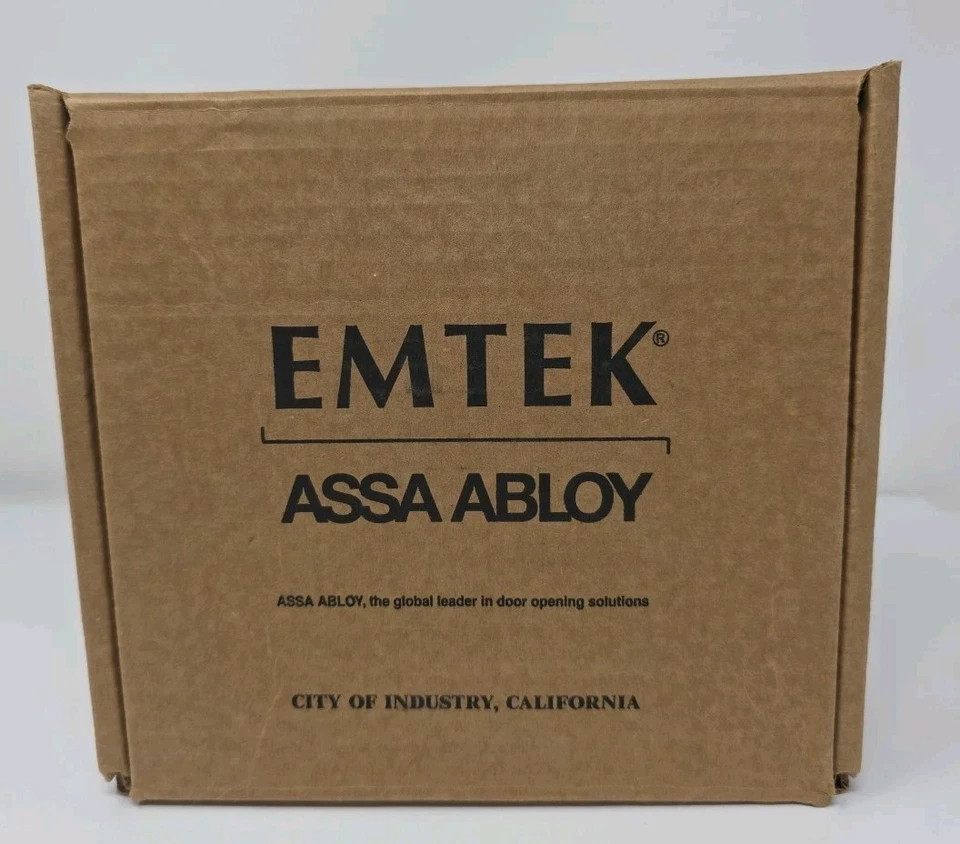 EMTEK®
ASSA ABLOY
ASSA ABLOY, the global leader in door opening solutions
CITY OF INDUSTRY, CALIFORNIA